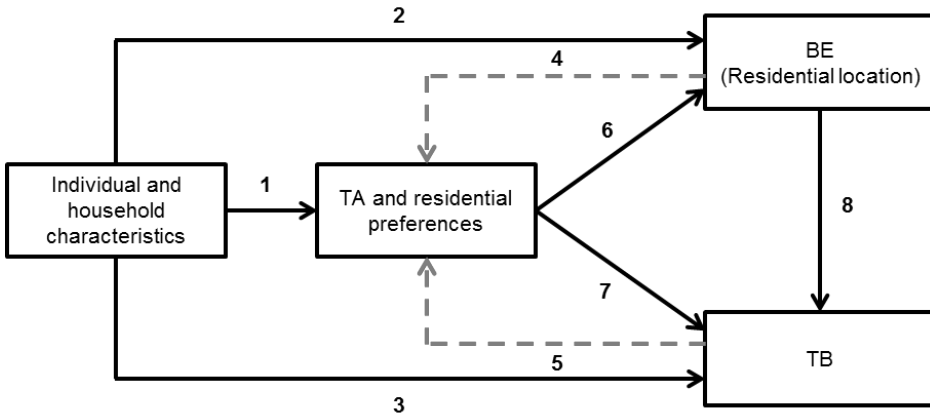 2
BE
(Residential location)
4
6
Individual and
household
characteristics
1
TA and residential
preferences
8
7
TB
5
3